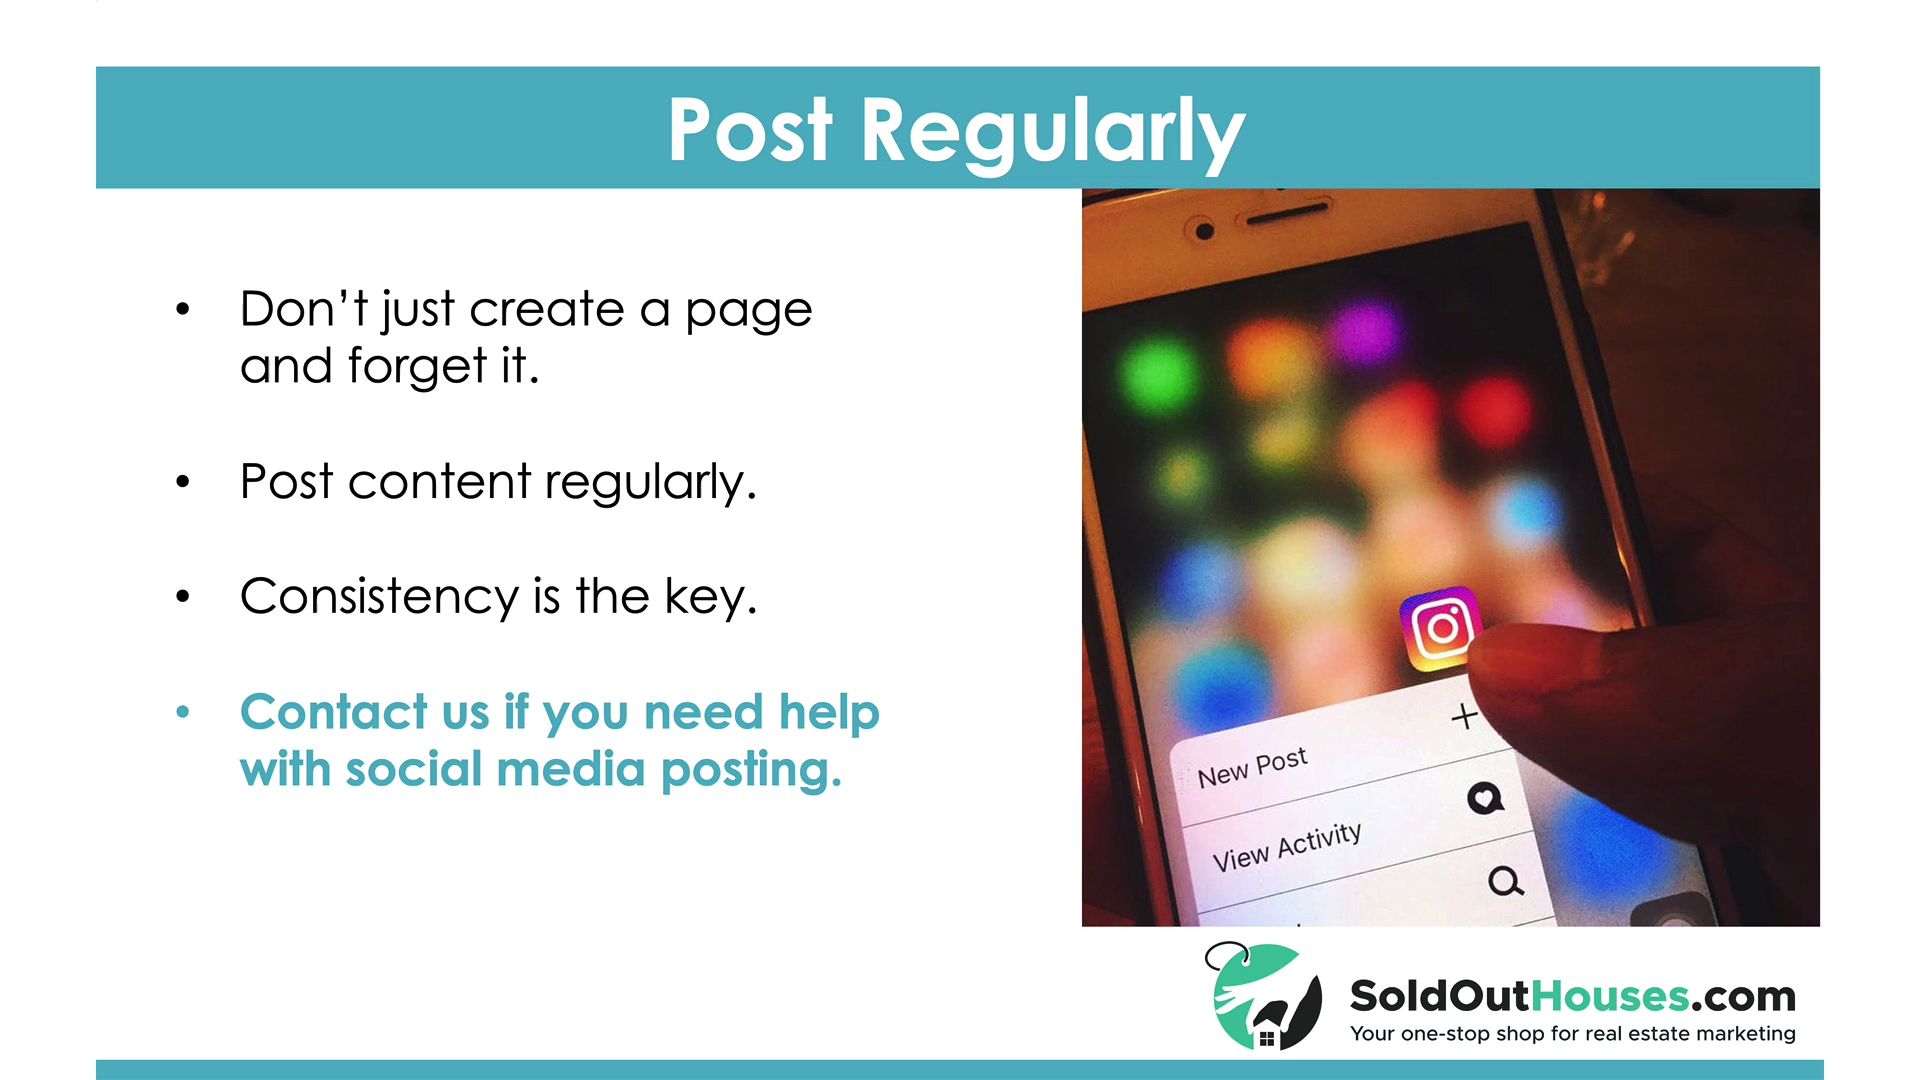 Post Regularly
• Don’t just create a page
and forget it.
• Post content regularly.
• Consistency is the key.
• Contact us if you need help
with social media posting.
New Post
View Activity
SoldOutHouses.com
Your one-stop shop for real estate marketing